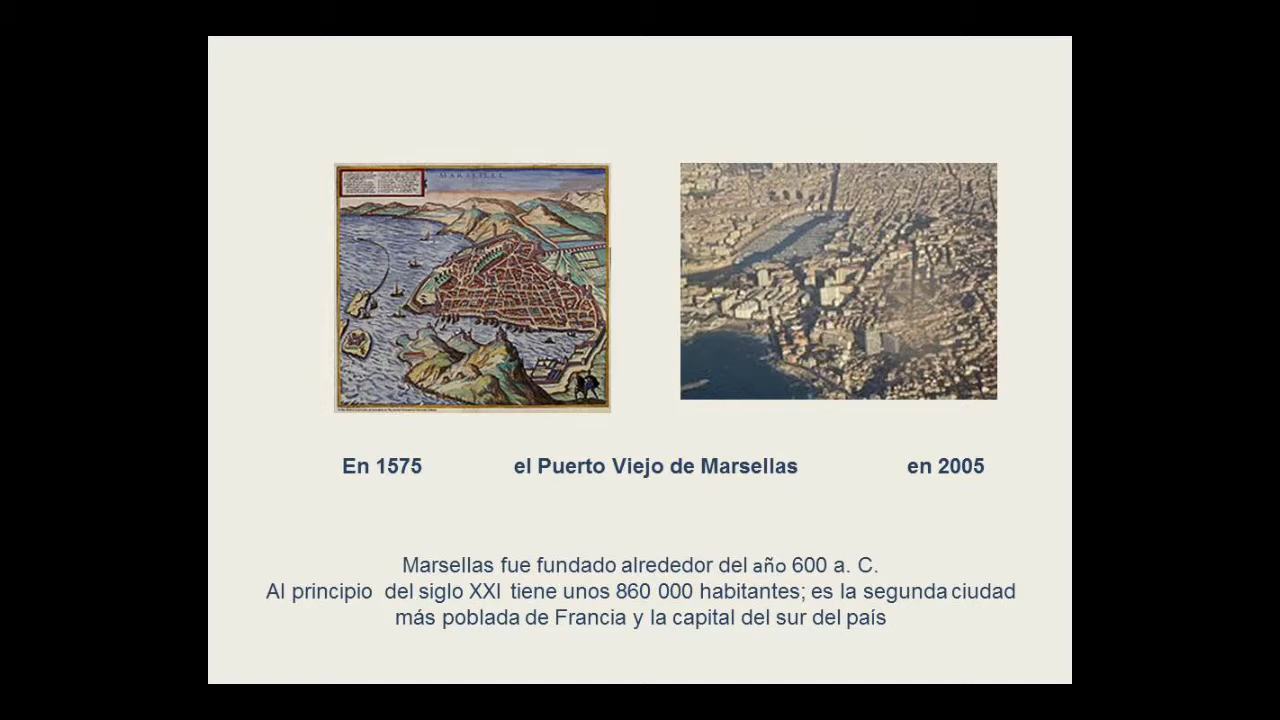 MARSEILLE
En 1575 el Puerto Viejo de Marsellas en 2005
Marsellas fue fundado alrededor del año 600 a. C.
Al principio del siglo XXI tiene unos 860 000 habitantes; es la segunda ciudad
más poblada de Francia y la capital del sur del país